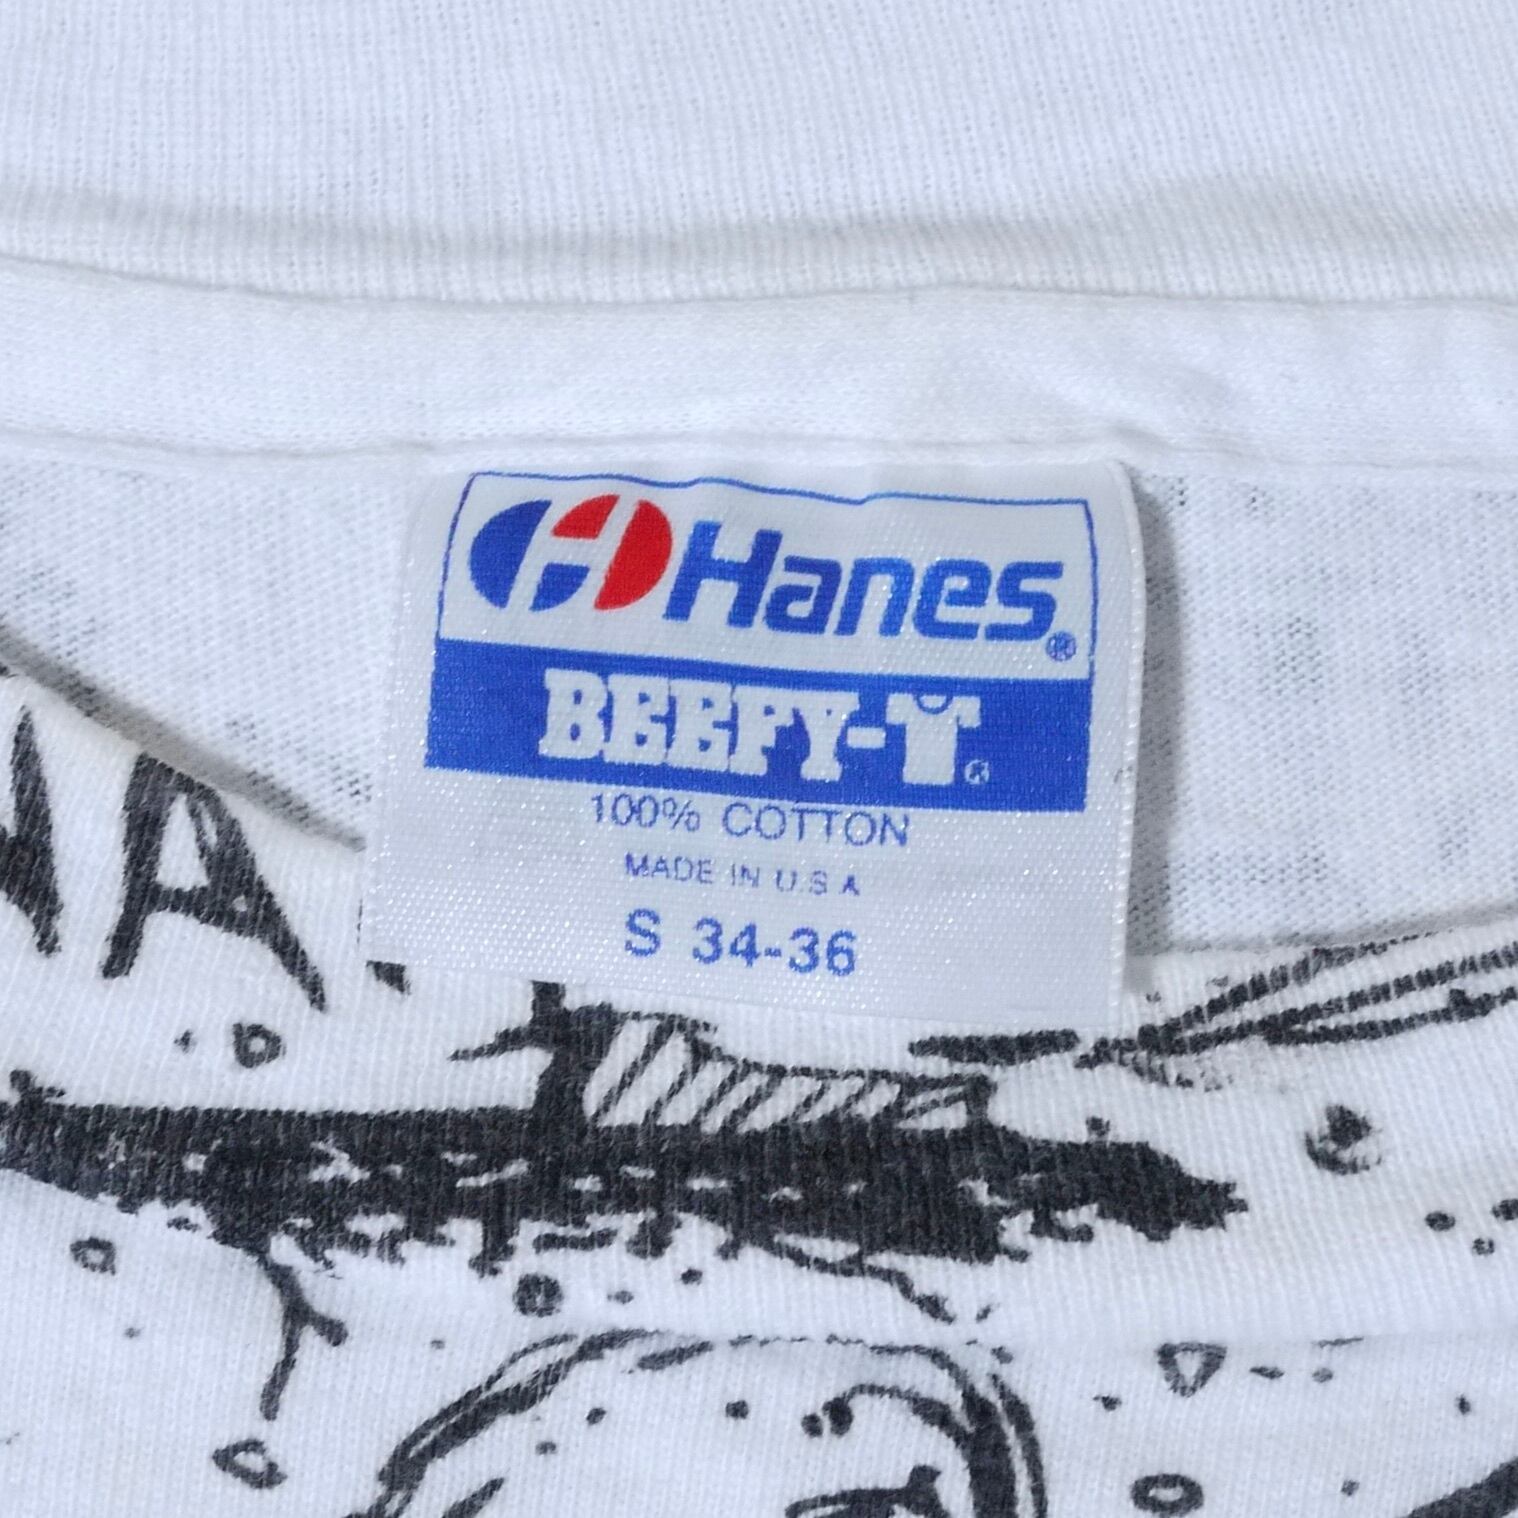 Hanes®
BEEFY-T®
100% COTTON
MADE IN U.S.A
S 34-36